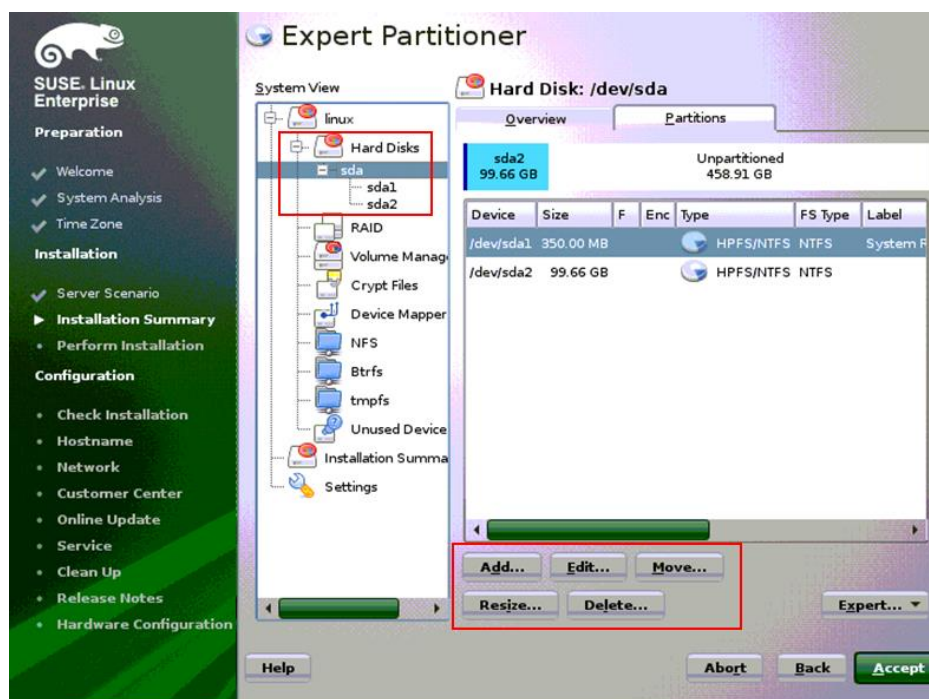 SUSE. Linux
Enterprise
Preparation
Welcome
System Analysis
Time Zone
Installation
Server Scenario
Installation Summary
Perform Installation
Configuration
Check Installation
Hostname
Network
Customer Center
Online Update
Service
Clean Up
Release Notes
Hardware Configuration
Expert Partitioner
System View
linux
Hard Disks
sda
sda1
sda2
RAID
Volume Manag
Crypt Files
Device Mapper
NFS
Btrfs
tmpfs
Unused Device
Installation Summa
Settings
Hard Disk: /dev/sda
Overview Partitions
sda2 Unpartitioned
99.66 GB 458.91 GB
Device Size F Enc Type FS Type Label
/dev/sda1 350.00 MB HPFS/NTFS NTFS System R
/dev/sda2 99.66 GB HPFS/NTFS NTFS
Add... Edit... Move...
Resize... Delete... Expert...
Help Abort Back Accept